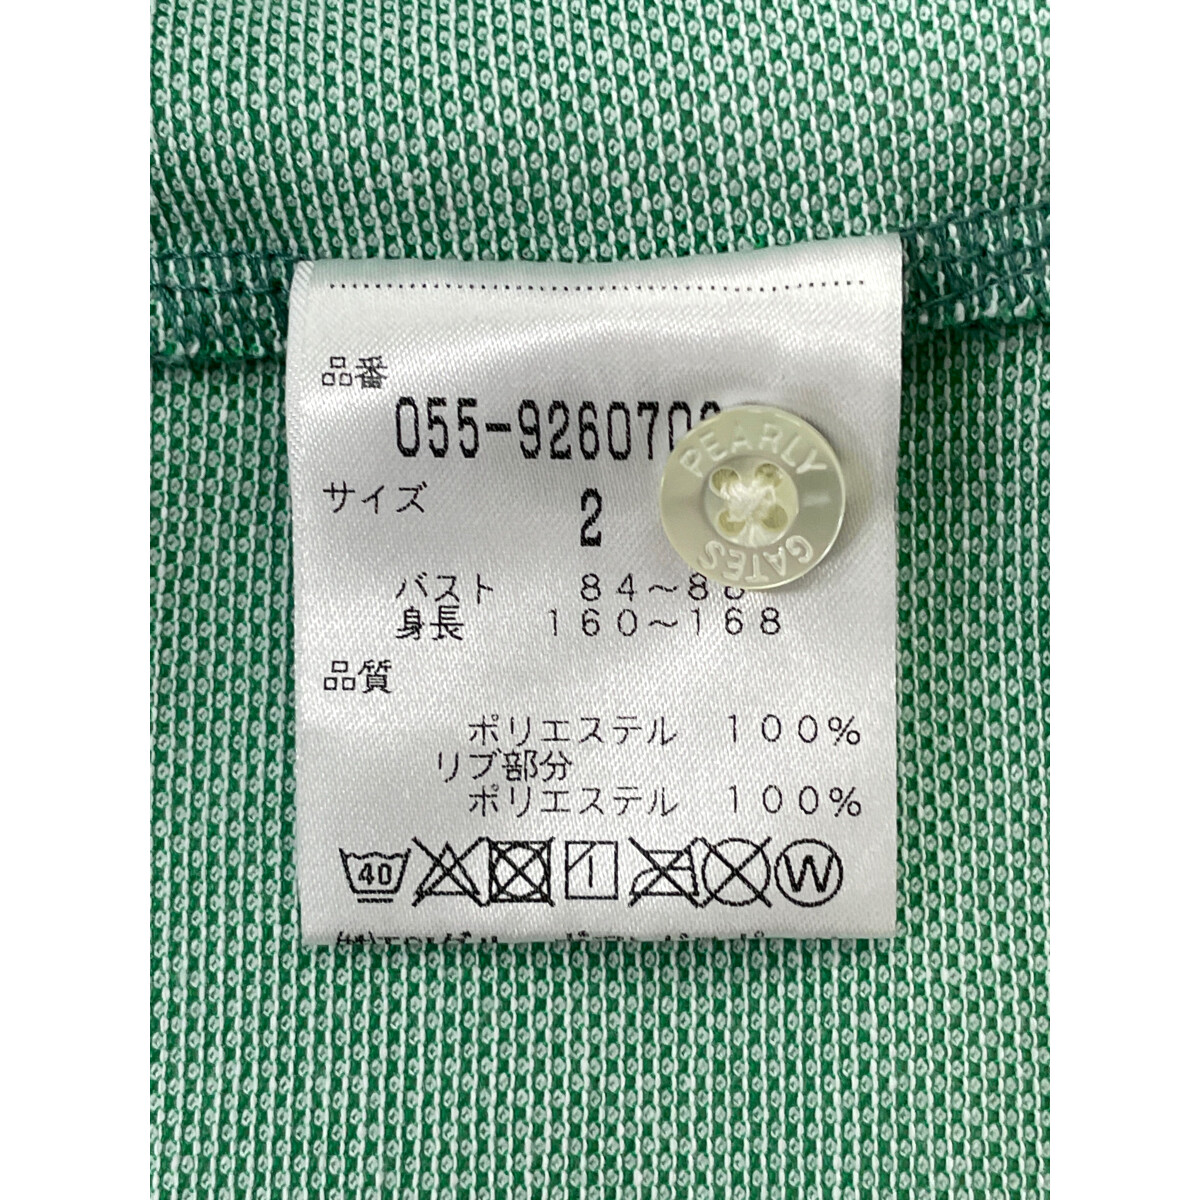 品番
055-926070
サイズ 2
PEARLY
GATES
バスト 84～88
身長 160～168
品質
ポリエステル 100%
リブ部分
ポリエステル 100%
40
W